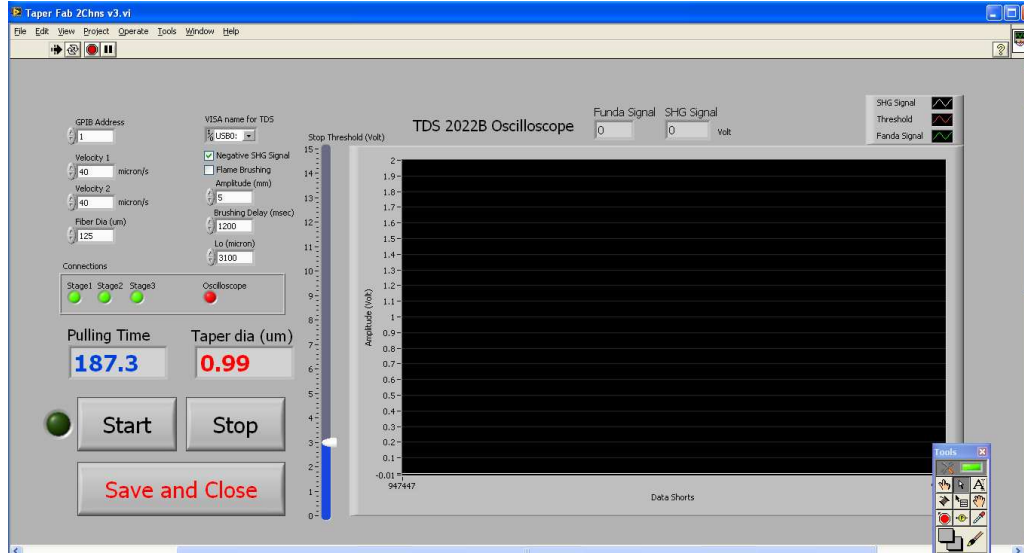 Taper Fab 2Chns v3.vi
File Edit View Project Operate Tools Window Help
GPIB Address
1
Velocity 1
40 micron/s
Velocity 2
40 micron/s
Fiber Dia (um)
125
VISA name for TDS
USB0:
Negative SHG Signal
Flame Brushing
Amplitude (mm)
5
Brushing Delay (msec)
1200
Lo (micron)
3100
Connections
Stage1 Stage2 Stage3 Oscilloscope
Pulling Time
187.3
Taper dia (um)
0.99
Start
Stop
Save and Close
Stop Threshold (Volt)
15
14
13
12
11
10
9
8
7
6
5
4
3
2
1
0
TDS 2022B Oscilloscope
Funda Signal SHG Signal
0 0 Volt
SHG Signal
Threshold
Fanda Signal
Amplitude (Volt)
2
1.9
1.8
1.7
1.6
1.5
1.4
1.3
1.2
1.1
1
0.9
0.8
0.7
0.6
0.5
0.4
0.3
0.2
0.1
-0.01
947447
Data Shorts
Tools